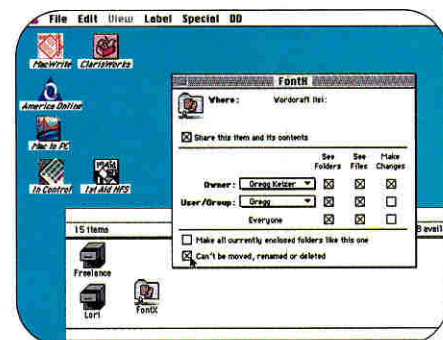 File Edit View Label Special DD
MacWrite
ClarisWorks
America Online
Mac to PC
In Control
1st Aid HFS
FontX
Where:
Share this item and its contents
See Folders
See Files
Make Changes
Owner: Gregg Keizer
User/Group: Gregg
Everyone
Make all currently enclosed folders like this one
Can't be moved, renamed or deleted
15 items
Freelance
Lori
FontX